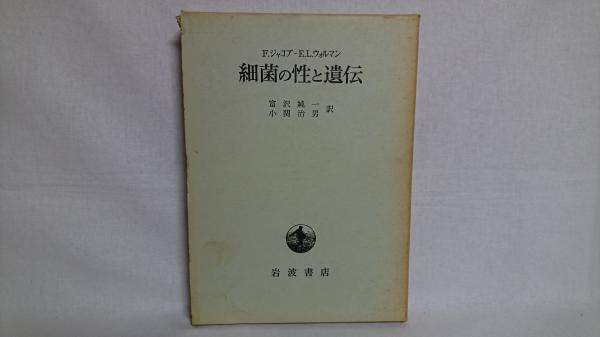 F.ジャコブ-E.L.ウォルマン
細菌の性と遺伝
富沢純一
小関治男 訳
岩波書店